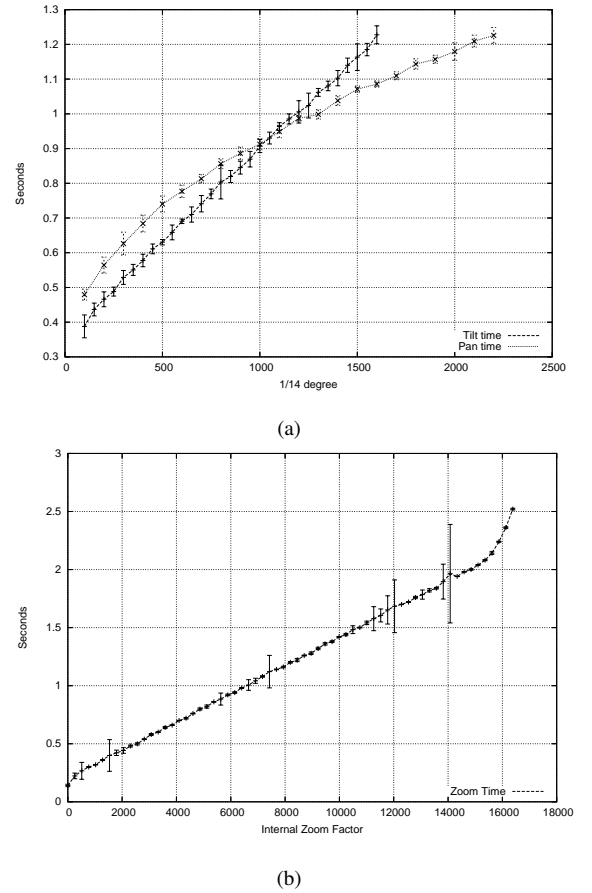 1.3
1.2
1.1
1
0.9
0.8
0.7
0.6
0.5
0.4
0.3
Seconds
Tilt time
Pan time
0 500 1000 1500 2000 2500
1/14 degree
(a)
3
2.5
2
1.5
1
0.5
0
Seconds
Zoom Time
0 2000 4000 6000 8000 10000 12000 14000 16000 18000
Internal Zoom Factor
(b)